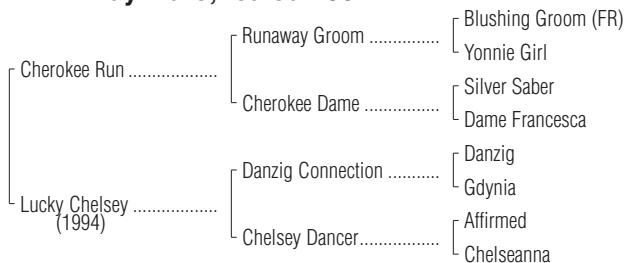 Blushing Groom (FR)
Runaway Groom ................
Yonnie Girl
Cherokee Run ....................
Silver Saber
Cherokee Dame .................
Dame Francesca
Danzig
Danzig Connection ...........
Gdynia
Lucky Chelsey ...................
(1994)
Affirmed
Chelsey Dancer..................
Chelseanna